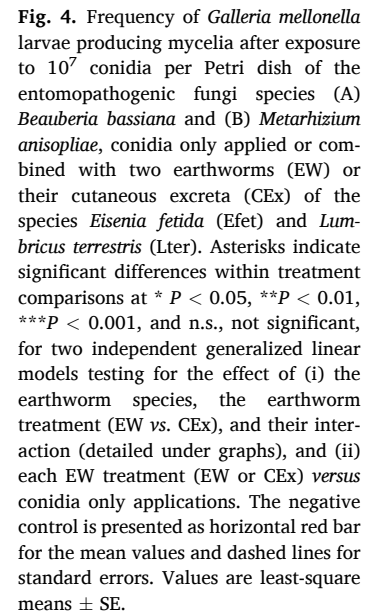 Fig. 4. Frequency of Galleria mellonella
larvae producing mycelia after exposure
to 10⁷ conidia per Petri dish of the
entomopathogenic fungi species (A)
Beauberia bassiana and (B) Metarhizium
anisopliae, conidia only applied or com-
bined with two earthworms (EW) or
their cutaneous excreta (CEx) of the
species Eisenia fetida (Efet) and Lum-
bricus terrestris (Lter). Asterisks indicate
significant differences within treatment
comparisons at * P < 0.05, **P < 0.01,
***P < 0.001, and n.s., not significant,
for two independent generalized linear
models testing for the effect of (i) the
earthworm species, the earthworm
treatment (EW vs. CEx), and their inter-
action (detailed under graphs), and (ii)
each EW treatment (EW or CEx) versus
conidia only applications. The negative
control is presented as horizontal red bar
for the mean values and dashed lines for
standard errors. Values are least-square
means ± SE.